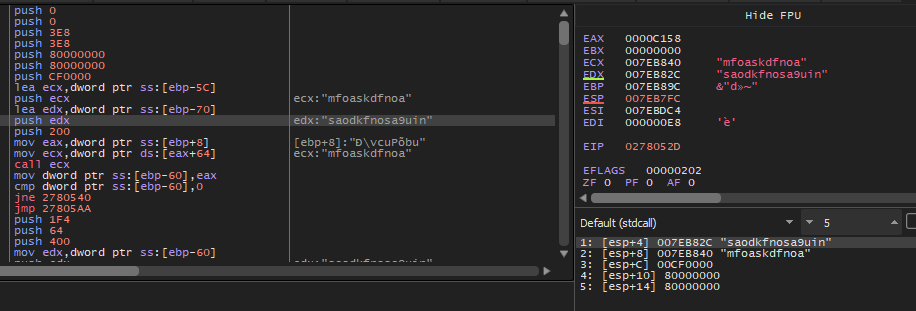 push 0
push 0
push 3E8
push 3E8
push 80000000
push 80000000
push CF0000
lea ecx,dword ptr ss:[ebp-5C]
push ecx ecx:"mfoaskdfnoa"
lea edx,dword ptr ss:[ebp-70]
push edx edx:"saodkfnosa9uin"
push 200
mov eax,dword ptr ss:[ebp+8] [ebp+8]:"Ð\vcuPõbu"
mov ecx,dword ptr ds:[eax+64] ecx:"mfoaskdfnoa"
call ecx
mov dword ptr ss:[ebp-60],eax
cmp dword ptr ss:[ebp-60],0
jne 2780540
jmp 27805AA
push 1F4
push 64
push 400
mov edx,dword ptr ss:[ebp-60]
Hide FPU
EAX 0000C158
EBX 00000000
ECX 007EB840 "mfoaskdfnoa"
EDX 007EB82C "saodkfnosa9uin"
EBP 007EB89C &"d»~"
ESP 007EB7FC
ESI 007EBDC4
EDI 000000E8 'è'
EIP 0278052D
EFLAGS 00000202
ZF 0 PF 0 AF 0
Default (stdcall) 5
1: [esp+4] 007EB82C "saodkfnosa9uin"
2: [esp+8] 007EB840 "mfoaskdfnoa"
3: [esp+C] 00CF0000
4: [esp+10] 80000000
5: [esp+14] 80000000